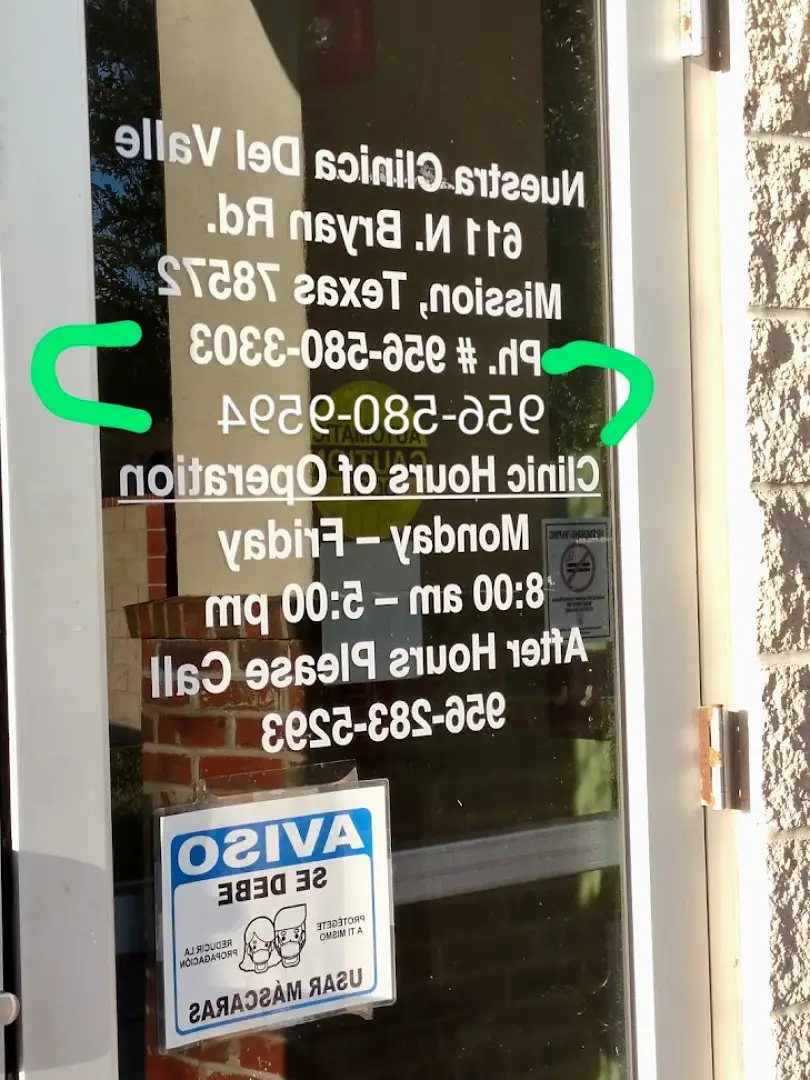 Nuestra Clinica Del Valle
611 N. Bryan Rd.
Mission, Texas 78572
Ph. # 956-580-3303
956-580-9594
Clinic Hours of Operation
Monday – Friday
8:00 am – 5:00 pm
After Hours Please Call
956-283-5293
AUTOMATIC
CAUTION
AVISO
SE DEBE
PROTÉGETE
A TI MISMO
REDUCIR LA
PROPAGACIÓN
USAR MÁSCARAS